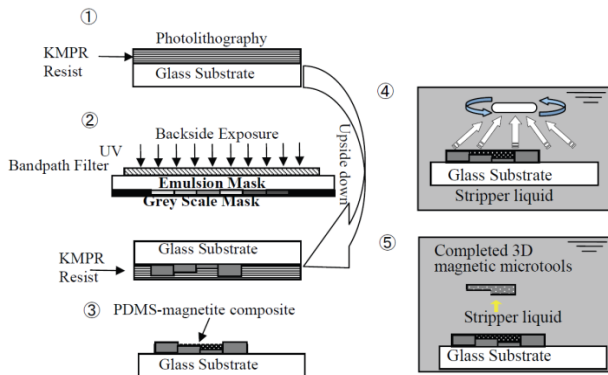 ①
Photolithography
KMPR
Resist
Glass Substrate
②
Backside Exposure
UV
Bandpath Filter
Emulsion Mask
Grey Scale Mask
Upside down
Glass Substrate
KMPR
Resist
③
PDMS-magnetite composite
Glass Substrate
④
Glass Substrate
Stripper liquid
⑤
Completed 3D
magnetic microtools
Stripper liquid
Glass Substrate